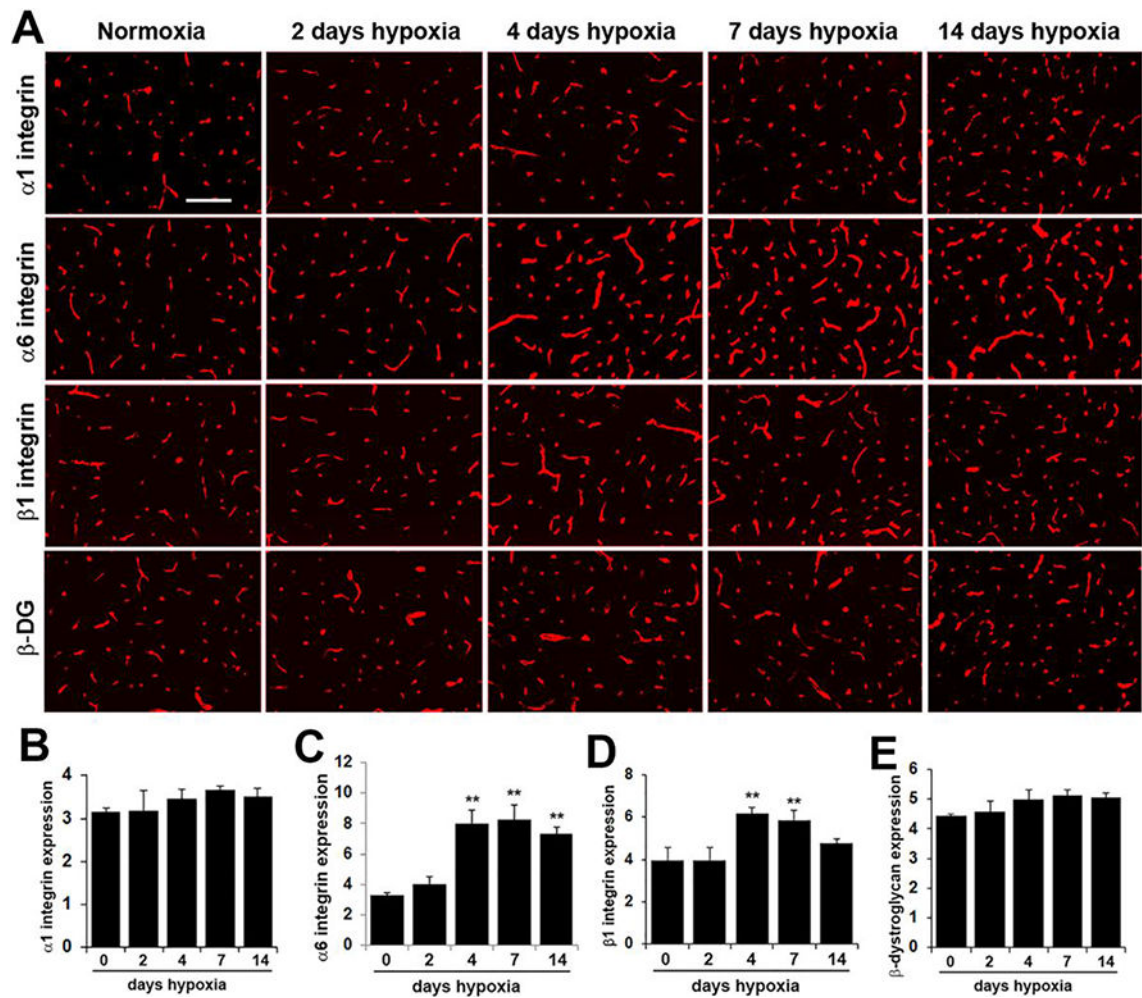 A
Normoxia
2 days hypoxia
4 days hypoxia
7 days hypoxia
14 days hypoxia
α1 integrin
α6 integrin
β1 integrin
β-DG
B
α1 integrin expression
4
3
2
1
0
0 2 4 7 14
days hypoxia
C
α6 integrin expression
12
10
8
6
4
2
0
** ** **
0 2 4 7 14
days hypoxia
D
β1 integrin expression
8
6
4
2
0
** **
0 2 4 7 14
days hypoxia
E
β-dystroglycan expression
6
5
4
3
2
1
0
0 2 4 7 14
days hypoxia